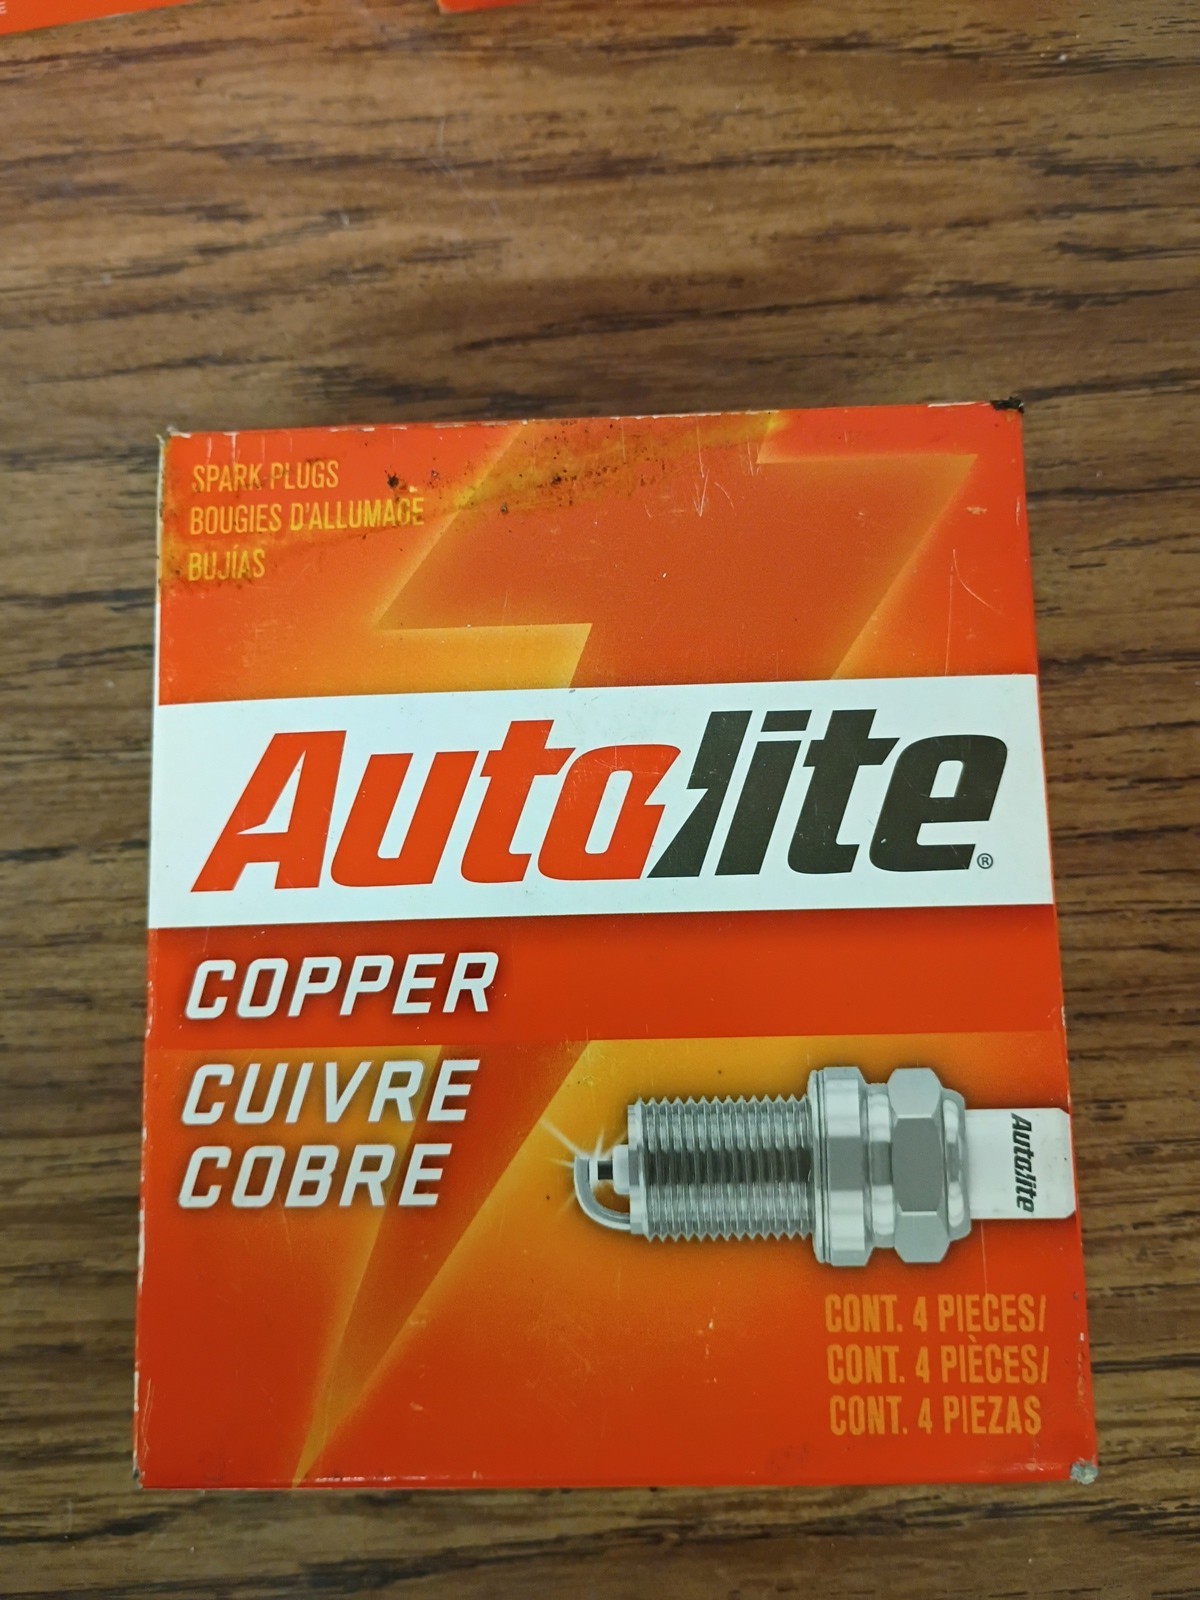 SPARK PLUGS
BOUGIES D'ALLUMAGE
BUJÍAS
Autolite®
COPPER
CUIVRE
COBRE
Autolite
CONT. 4 PIECES/
CONT. 4 PIÈCES/
CONT. 4 PIEZAS